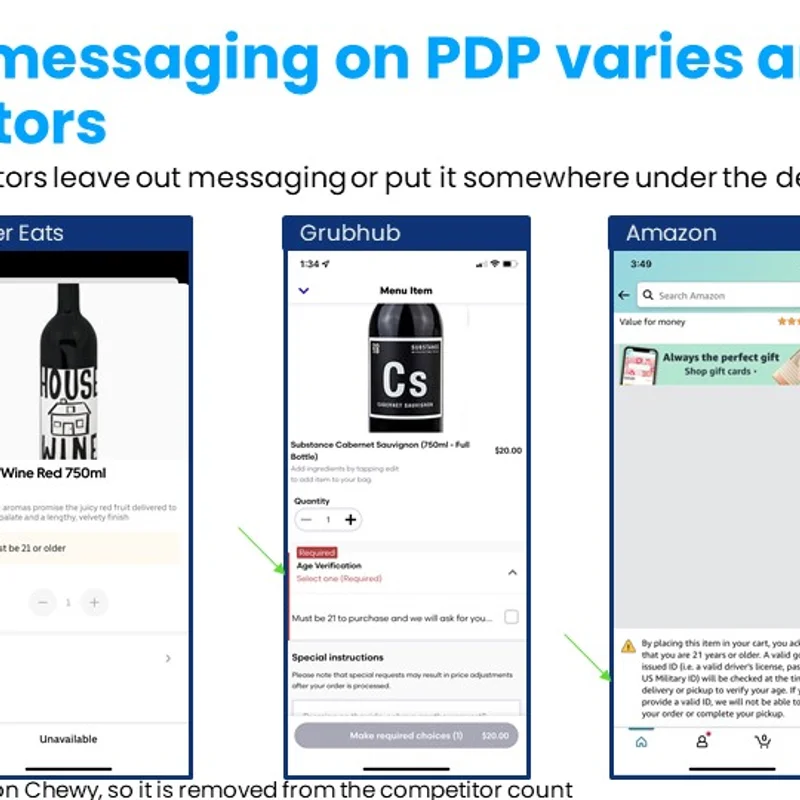 messaging on PDP varies a
tors
tors leave out messaging or put it somewhere under the de
er Eats
HOUSE
WINE
Wine Red 750ml
aromas promise the juicy red fruit delivered to
palate and a lengthy, velvety finish
st be 21 or older
− 1 +
Unavailable
Grubhub
1:34
Menu Item
SUBSTANCE
Cs
CABERNET SAUVIGNON
Substance Cabernet Sauvignon (750ml - Full
Bottle)
$20.00
Add ingredients by tapping edit
to add item to your bag.
Quantity
− 1 +
Required
Age Verification
Select one (Required)
Must be 21 to purchase and we will ask for you...
Special instructions
Please note that special requests may result in price adjustments
after your order is processed.
Make required choices (1) $20.00
Amazon
3:49
Search Amazon
Value for money
Always the perfect gift
Shop gift cards
By placing this item in your cart, you ac
that you are 21 years or older. A valid go
issued ID (i.e. a valid driver's license, pas
US Military ID) will be checked at the tim
delivery or pickup to verify your age. If y
provide a valid ID, we will not be able to
your order or complete your pickup.
0
on Chewy, so it is removed from the competitor count